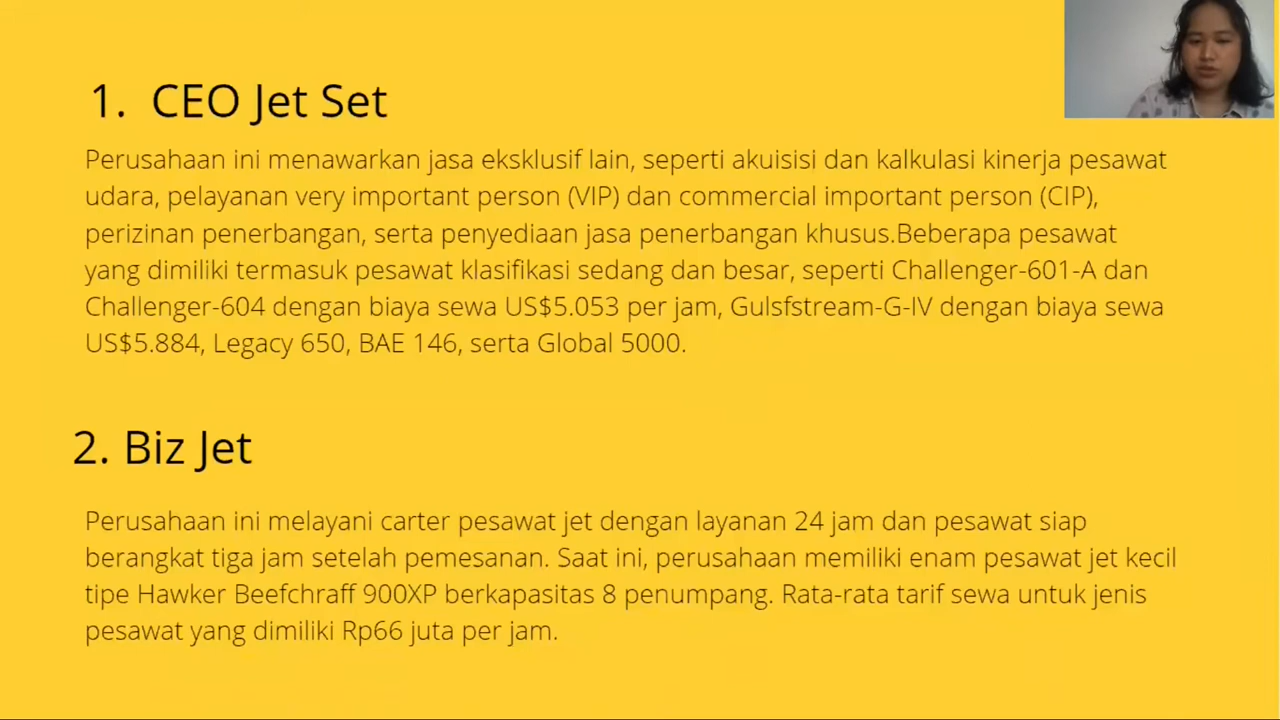 1. CEO Jet Set
Perusahaan ini menawarkan jasa eksklusif lain, seperti akuisisi dan kalkulasi kinerja pesawat
udara, pelayanan very important person (VIP) dan commercial important person (CIP),
perizinan penerbangan, serta penyediaan jasa penerbangan khusus.Beberapa pesawat
yang dimiliki termasuk pesawat klasifikasi sedang dan besar, seperti Challenger-601-A dan
Challenger-604 dengan biaya sewa US$5.053 per jam, Gulsfstream-G-IV dengan biaya sewa
US$5.884, Legacy 650, BAE 146, serta Global 5000.
2. Biz Jet
Perusahaan ini melayani carter pesawat jet dengan layanan 24 jam dan pesawat siap
berangkat tiga jam setelah pemesanan. Saat ini, perusahaan memiliki enam pesawat jet kecil
tipe Hawker Beefchraff 900XP berkapasitas 8 penumpang. Rata-rata tarif sewa untuk jenis
pesawat yang dimiliki Rp66 juta per jam.